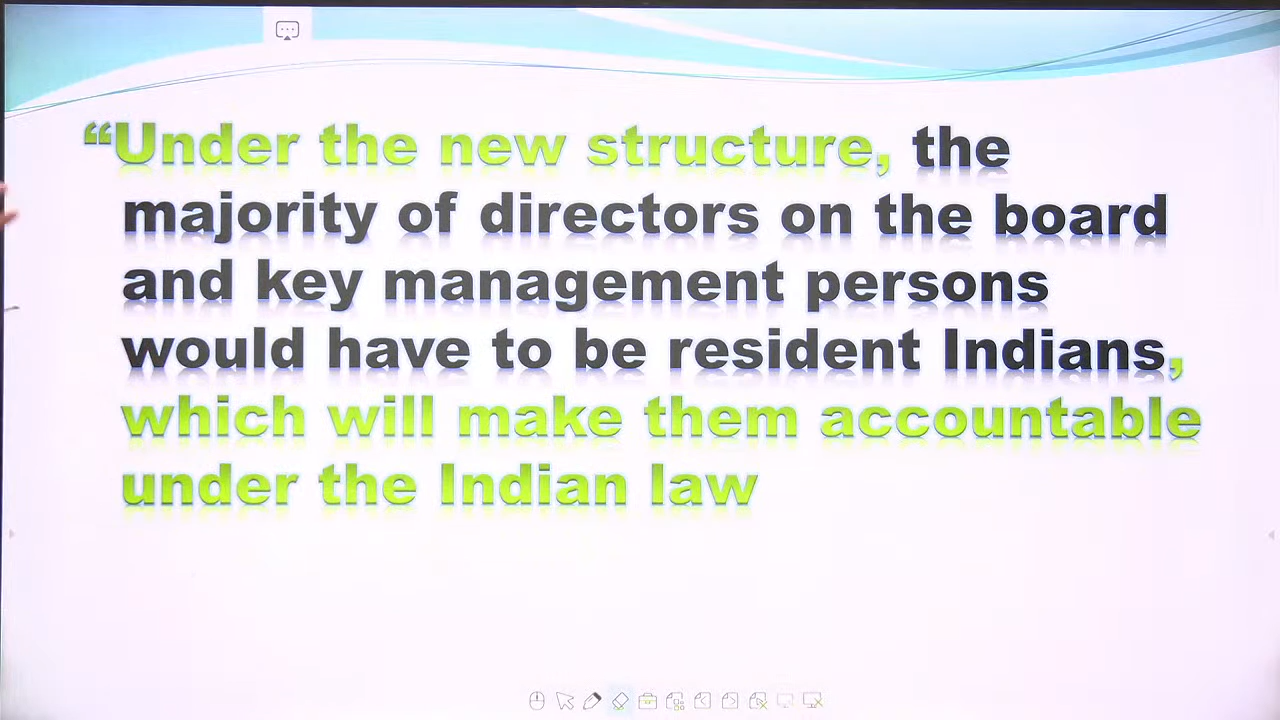 “Under the new structure, the
majority of directors on the board
and key management persons
would have to be resident Indians,
which will make them accountable
under the Indian law